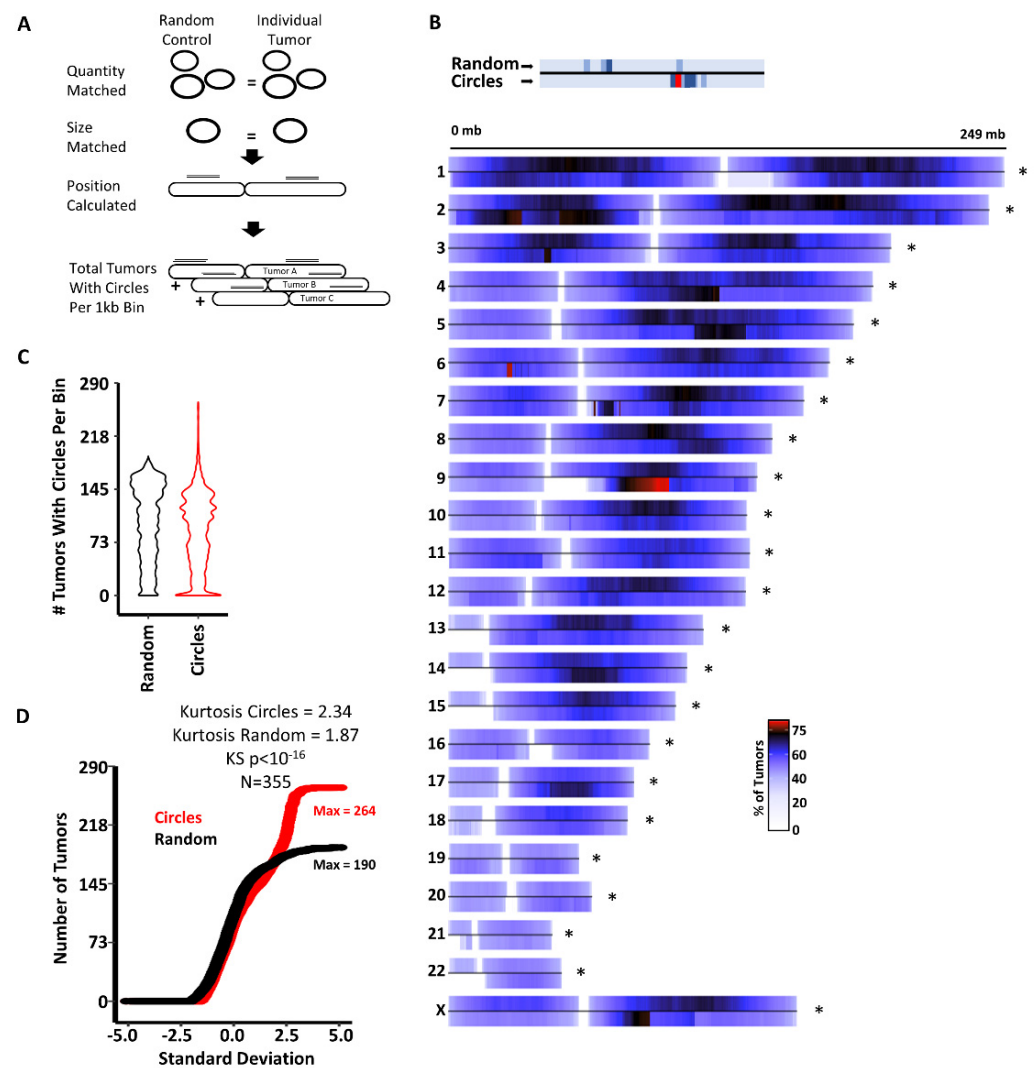 A
Random
Control
Individual
Tumor
Quantity
Matched
=
Size
Matched
=
Position
Calculated
Total Tumors
With Circles
Per 1kb Bin
Tumor A
+ Tumor B
+ Tumor C
B
Random
Circles
0 mb 249 mb
1 *
2 *
3 *
4 *
5 *
6 *
7 *
8 *
9 *
10 *
11 *
12 *
13 *
14 *
15 *
16 *
17 *
18 *
19 *
20 *
21 *
22 *
X *
% of Tumors
75
60
40
20
0
C
# Tumors With Circles Per Bin
290
218
145
73
0
Random
Circles
D
Kurtosis Circles = 2.34
Kurtosis Random = 1.87
KS p<10⁻¹⁶
N=355
Number of Tumors
290
218
145
73
0
Circles
Random
Max = 264
Max = 190
-5.0 -2.5 0.0 2.5 5.0
Standard Deviation